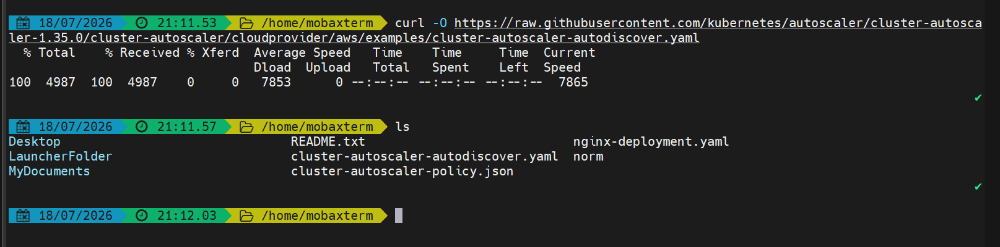 18/07/2026 21:11.53 /home/mobaxterm curl -O https://raw.githubusercontent.com/kubernetes/autoscaler/cluster-autosca
ler-1.35.0/cluster-autoscaler/cloudprovider/aws/examples/cluster-autoscaler-autodiscover.yaml
% Total % Received % Xferd Average Speed Time Time Time Current
Dload Upload Total Spent Left Speed
100 4987 100 4987 0 0 7853 0 --:--:-- --:--:-- --:--:-- 7865
✔
18/07/2026 21:11.57 /home/mobaxterm ls
Desktop README.txt nginx-deployment.yaml
LauncherFolder cluster-autoscaler-autodiscover.yaml norm
MyDocuments cluster-autoscaler-policy.json
✔
18/07/2026 21:12.03 /home/mobaxterm